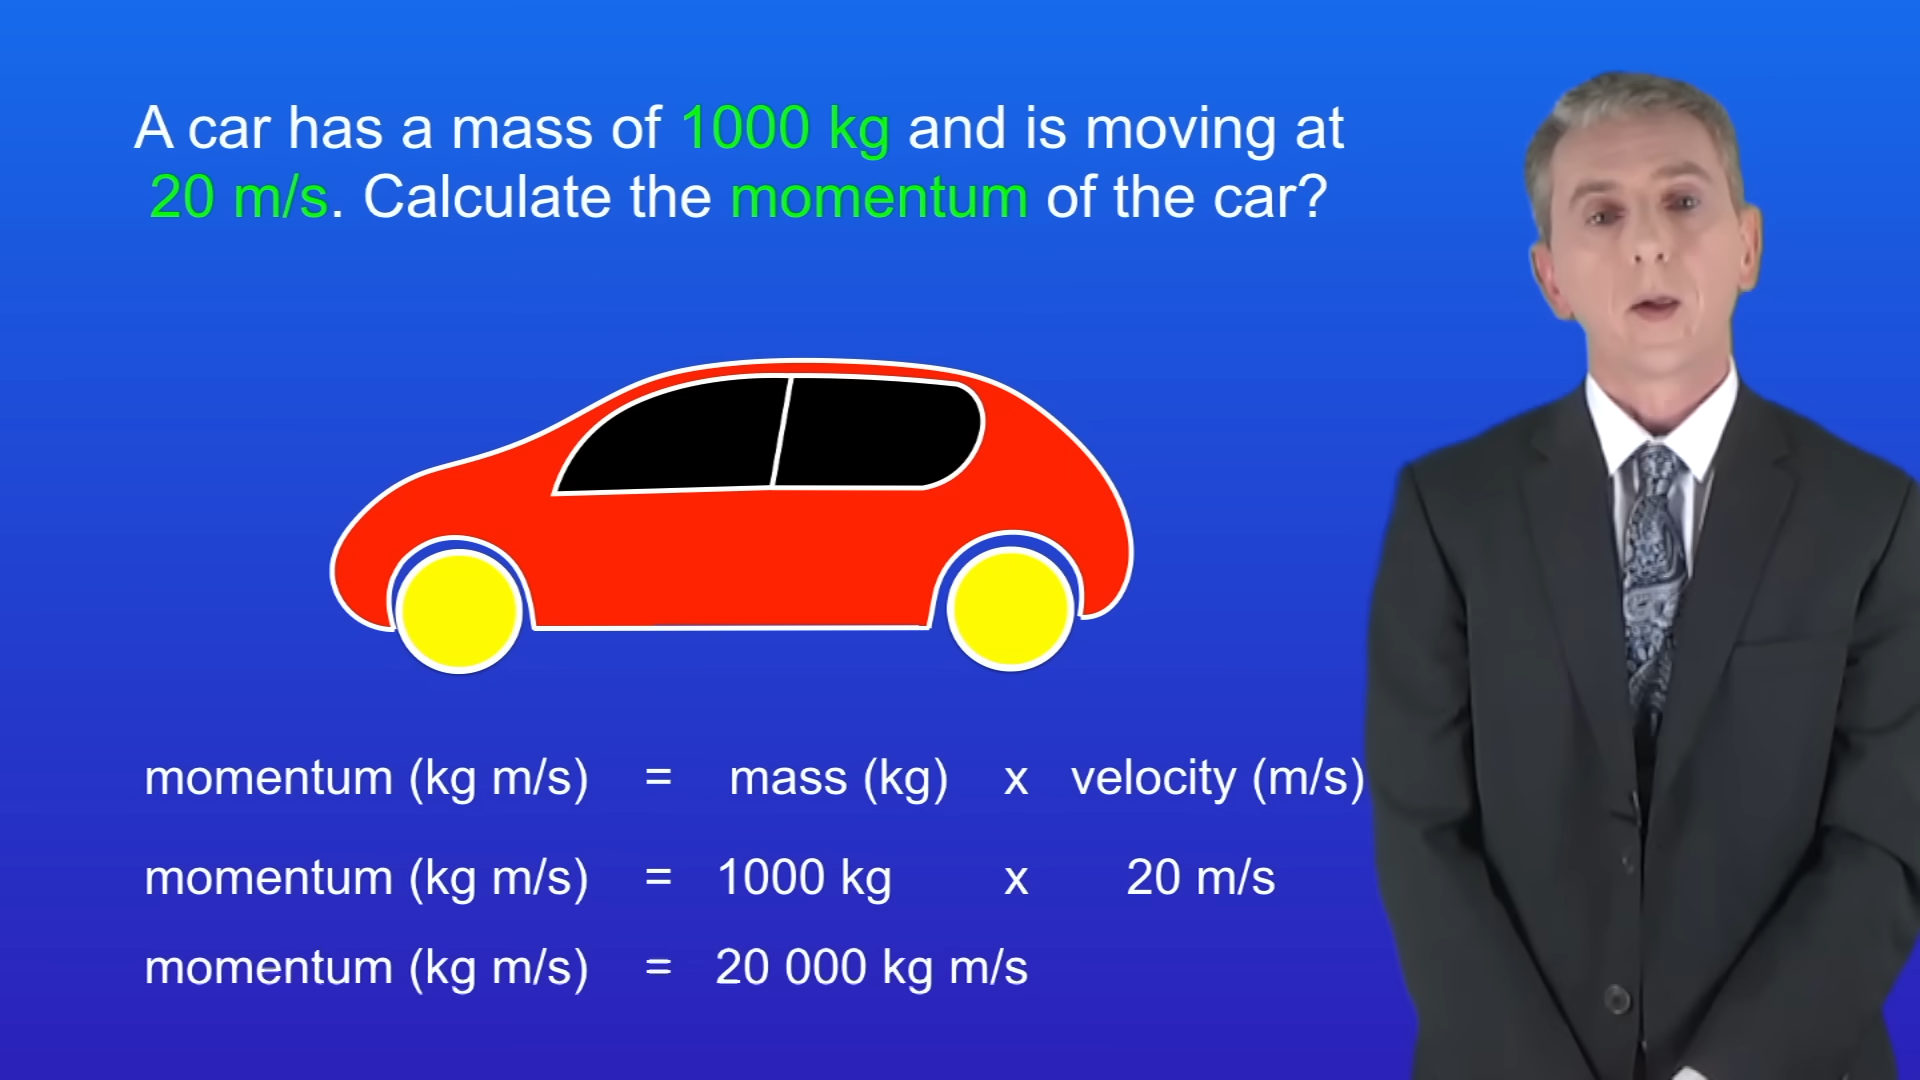 A car has a mass of 1000 kg and is moving at
20 m/s. Calculate the momentum of the car?
momentum (kg m/s) = mass (kg) x velocity (m/s)
momentum (kg m/s) = 1000 kg x 20 m/s
momentum (kg m/s) = 20 000 kg m/s